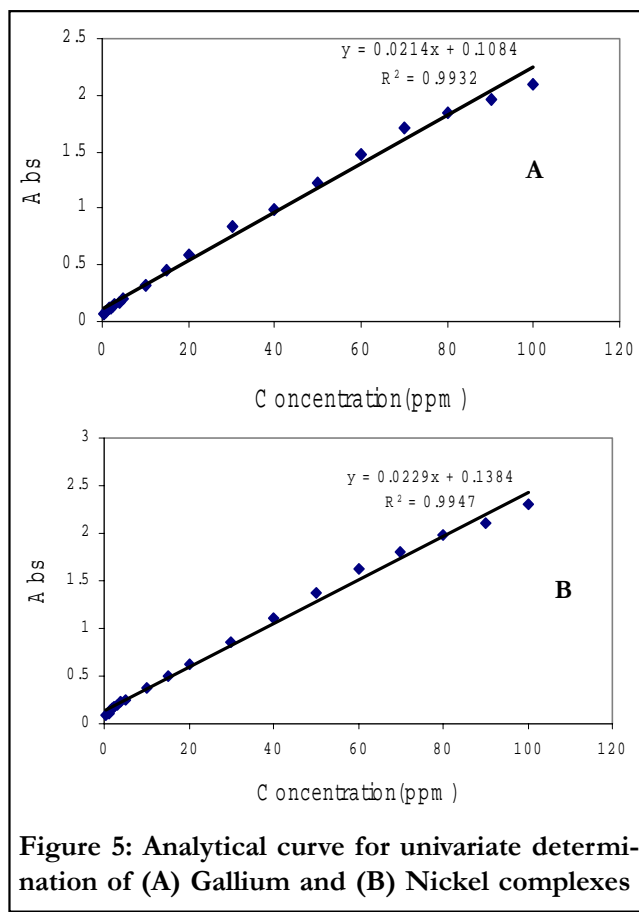 2.5
y = 0.0214x + 0.1084
R² = 0.9932
2
1.5
A
Abs
1
0.5
0
0 20 40 60 80 100 120
Concentration(ppm)
3
y = 0.0229x + 0.1384
R² = 0.9947
2.5
2
1.5
B
Abs
1
0.5
0
0 20 40 60 80 100 120
Concentration(ppm)
Figure 5: Analytical curve for univariate determi-
nation of (A) Gallium and (B) Nickel complexes